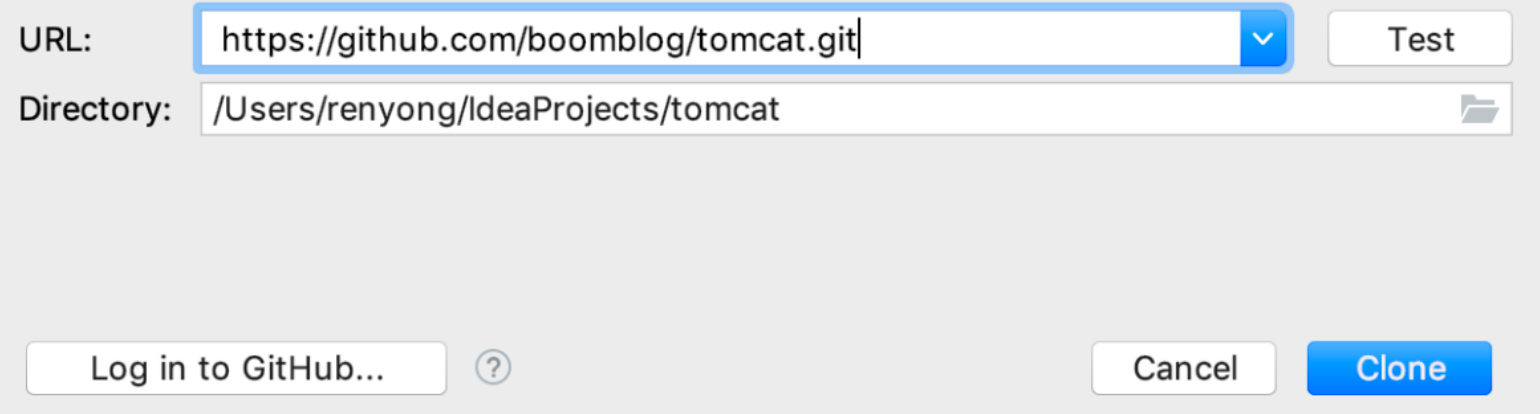 URL: https://github.com/boomblog/tomcat.git Test
Directory: /Users/renyong/IdeaProjects/tomcat
Log in to GitHub... ? Cancel Clone